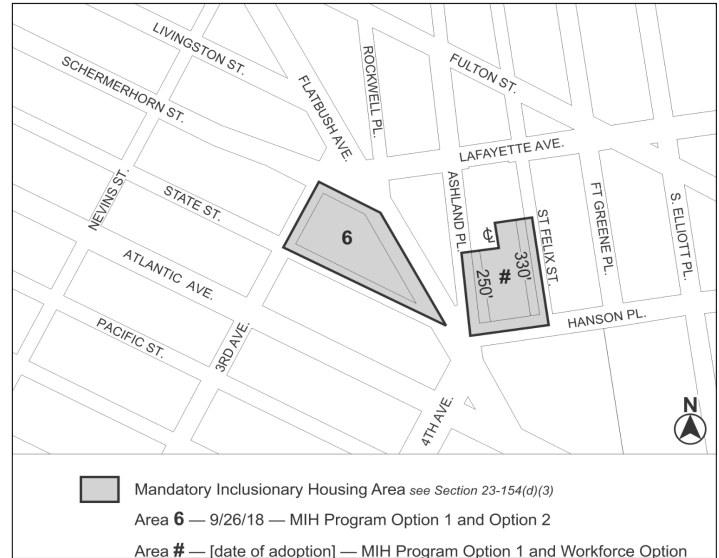 LIVINGSTON ST.
SCHERMERHORN ST.
FLATBUSH AVE.
ROCKWELL PL.
FULTON ST.
LAFAYETTE AVE.
NEVINS ST.
STATE ST.
ASHLAND PL.
ST FELIX ST.
FT GREENE PL.
S. ELLIOTT PL.
6
℄
330'
#
250'
ATLANTIC AVE.
PACIFIC ST.
3RD AVE.
4TH AVE.
HANSON PL.
N
Mandatory Inclusionary Housing Area see Section 23-154(d)(3)
Area 6 — 9/26/18 — MIH Program Option 1 and Option 2
Area # — [date of adoption] — MIH Program Option 1 and Workforce Option